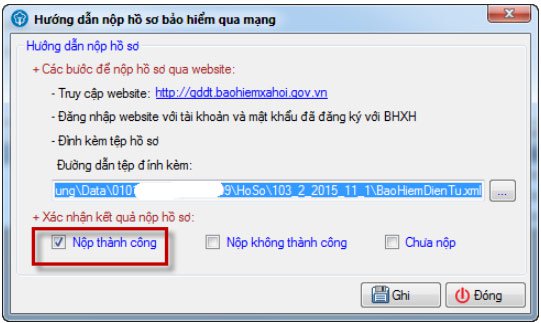 Hướng dẫn nộp hồ sơ bảo hiểm qua mạng
Hướng dẫn nộp hồ sơ
+ Các bước để nộp hồ sơ qua website:
- Truy cập website: http://gddt.baohiemxahoi.gov.vn
- Đăng nhập website với tài khoản và mật khẩu đã đăng ký với BHXH
- Đính kèm tệp hồ sơ
Đường dẫn tệp đính kèm:
ung\Data\010 9\HoSo\103_2_2015_11_1\BaoHiemDienTu.xml ...
+ Xác nhận kết quả nộp hồ sơ:
Nộp thành công Nộp không thành công Chưa nộp
Ghi Đóng